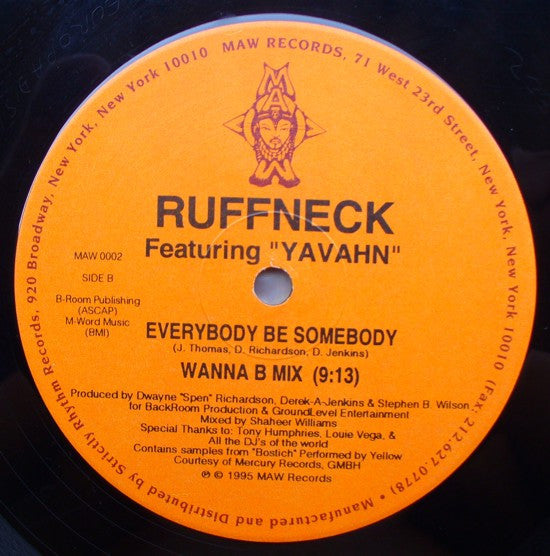 MAW RECORDS, 71 West 23rd Street, New York, New York 10010 (Fax: 212.627.0778) • Manufactured and Distributed by Strictly Rhythm Records, 920 Broadway, New York, New York 10010
MAW
RUFFNECK
Featuring "YAVAHN"
MAW 0002
SIDE B
B-Room Publishing
(ASCAP)
M-Word Music
(BMI)
EVERYBODY BE SOMEBODY
(J. Thomas, D. Richardson, D. Jenkins)
WANNA B MIX (9:13)
Produced by Dwayne "Spen" Richardson, Derek-A-Jenkins & Stephen B. Wilson
for BackRoom Production & GroundLevel Entertainment
Mixed by Shaheer Williams
Special Thanks to: Tony Humphries, Louie Vega, &
All the DJ's of the world
Contains samples from "Bostich" Performed by Yellow
Courtesy of Mercury Records, GMBH
℗ © 1995 MAW Records